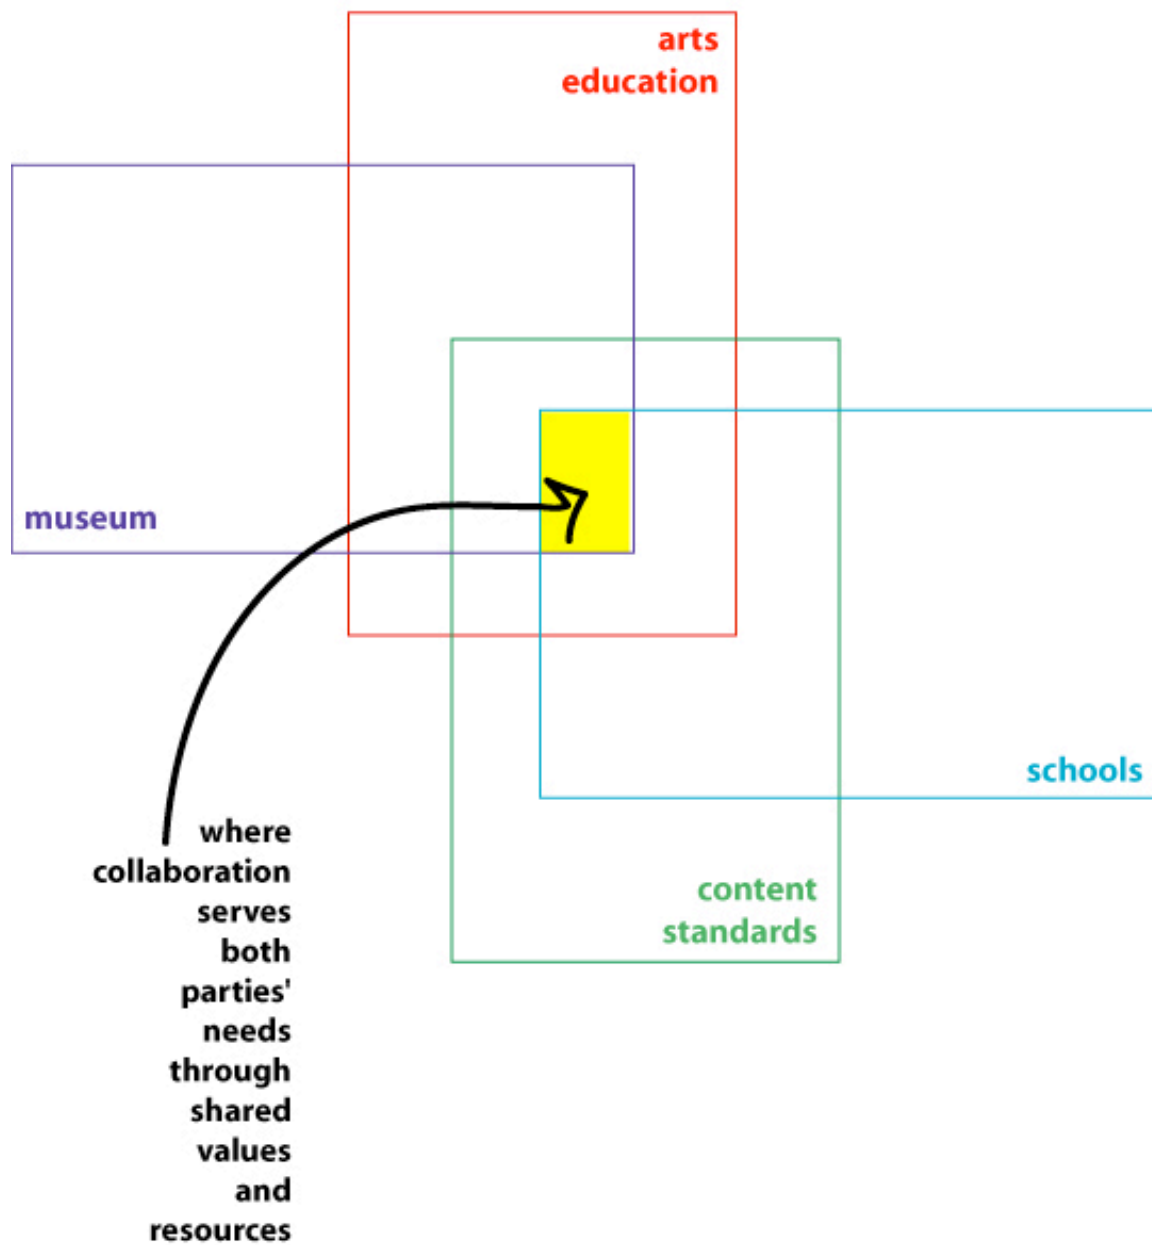 arts
education
museum
schools
where
collaboration
serves
both
parties'
needs
through
shared
values
and
resources
content
standards